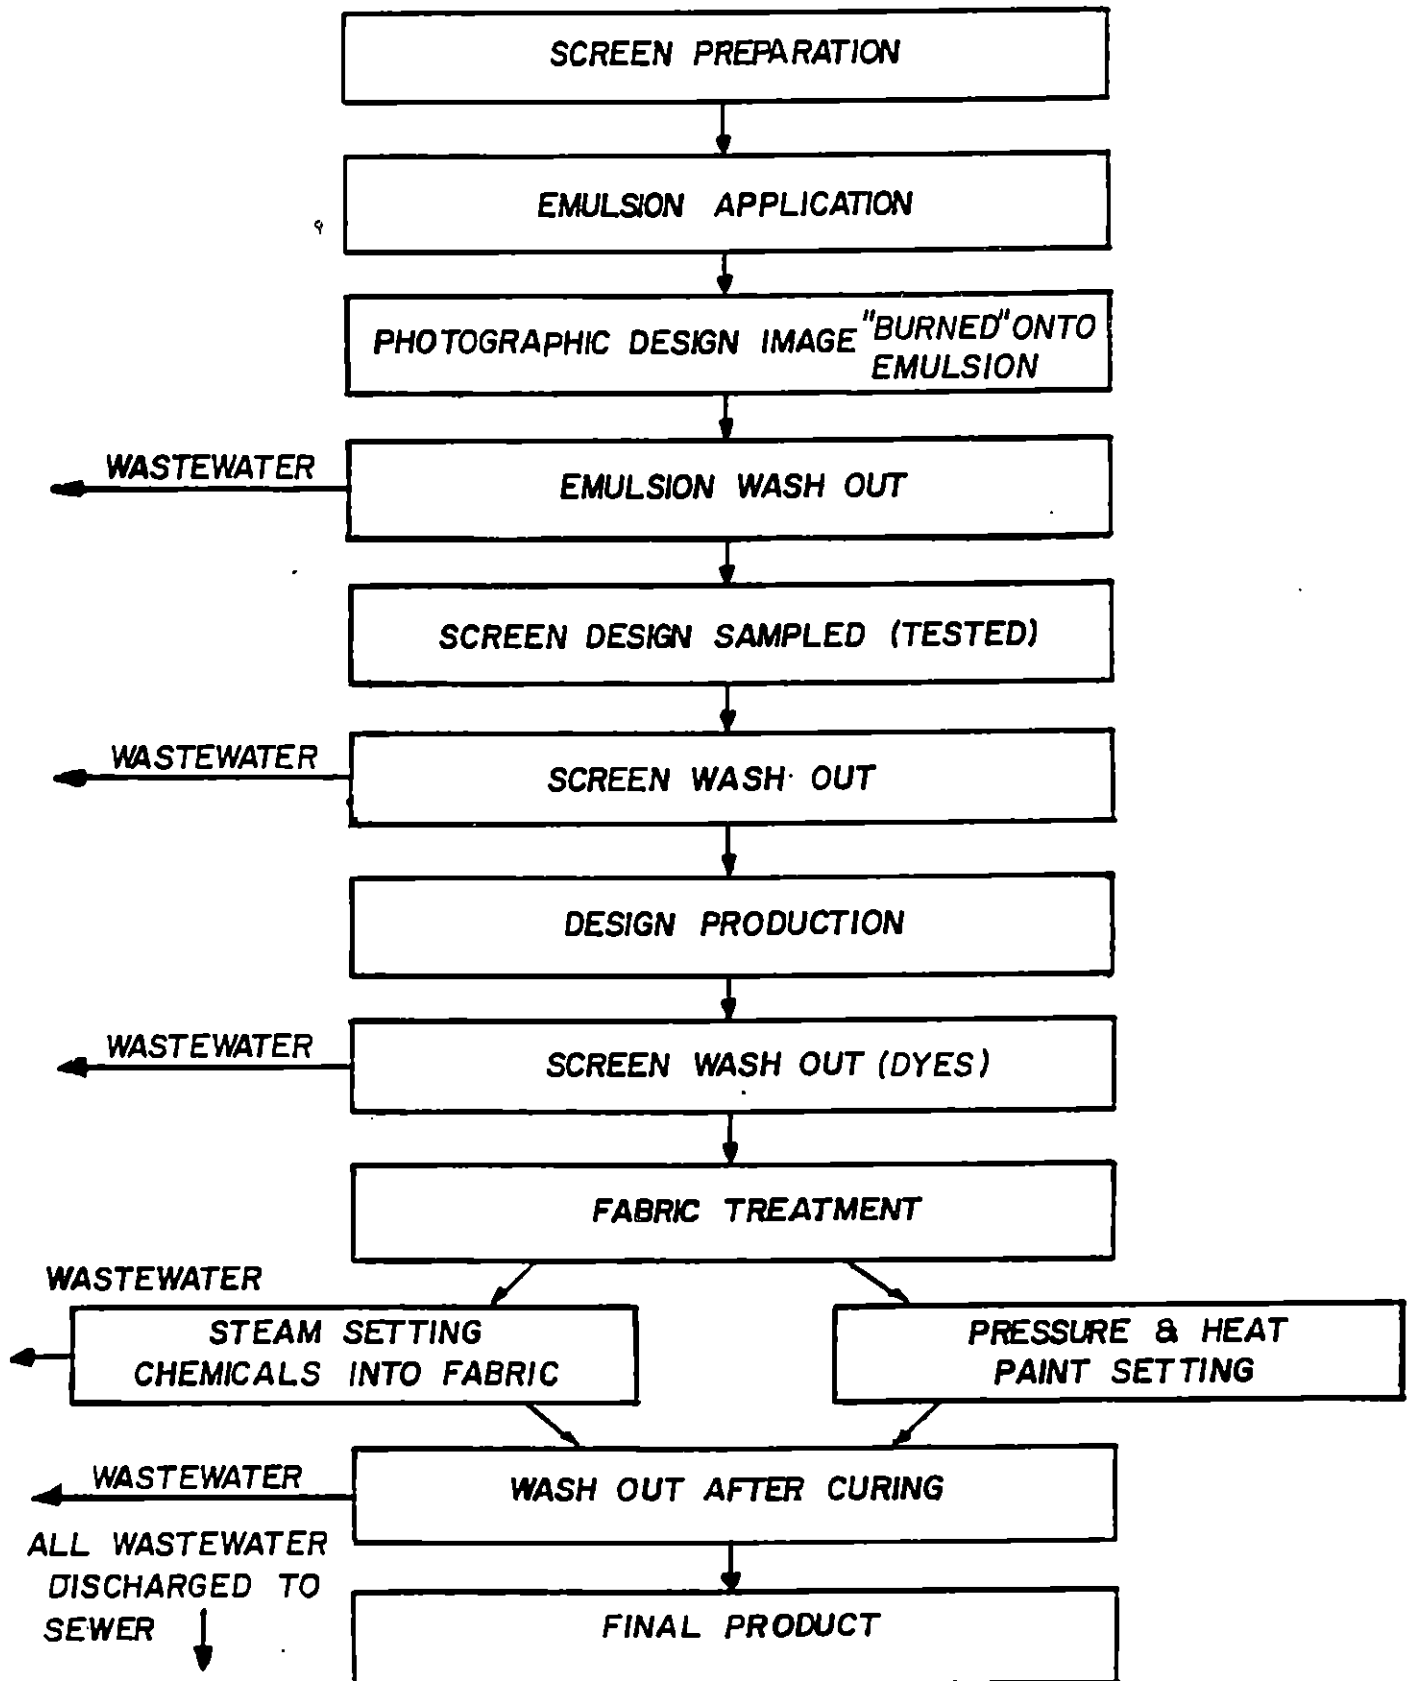 SCREEN PREPARATION
EMULSION APPLICATION
PHOTOGRAPHIC DESIGN IMAGE "BURNED" ONTO
EMULSION
WASTEWATER
EMULSION WASH OUT
SCREEN DESIGN SAMPLED (TESTED)
WASTEWATER
SCREEN WASH OUT
DESIGN PRODUCTION
WASTEWATER
SCREEN WASH OUT (DYES)
FABRIC TREATMENT
WASTEWATER
STEAM SETTING
CHEMICALS INTO FABRIC
PRESSURE & HEAT
PAINT SETTING
WASTEWATER
WASH OUT AFTER CURING
ALL WASTEWATER
DISCHARGED TO
SEWER
FINAL PRODUCT